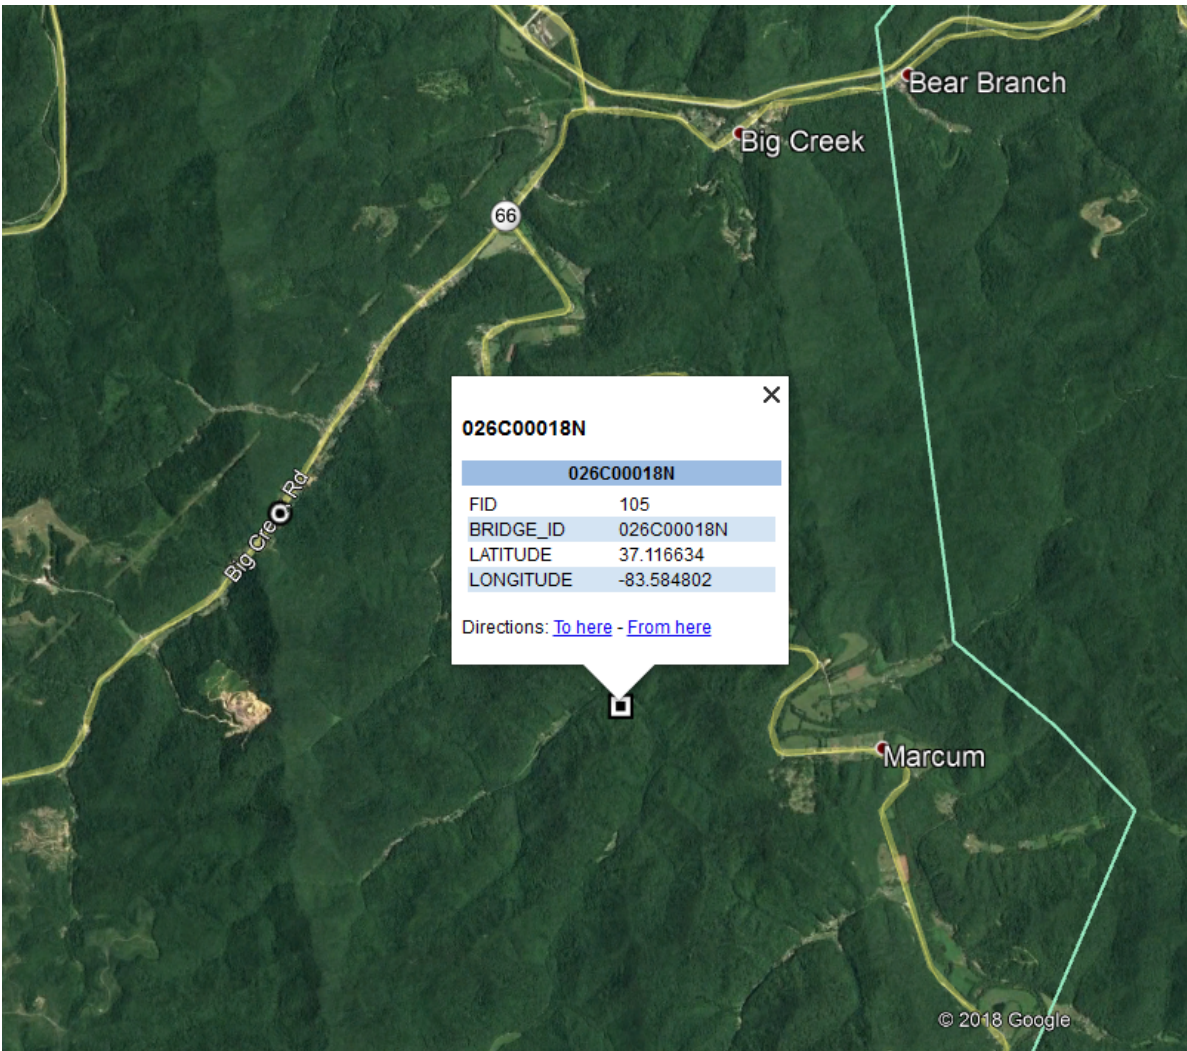 Bear Branch
Big Creek
66
026C00018N
026C00018N
FID 105
BRIDGE_ID 026C00018N
LATITUDE 37.116634
LONGITUDE -83.584802
Directions: To here - From here
Big Creek Rd
Marcum
© 2018 Google